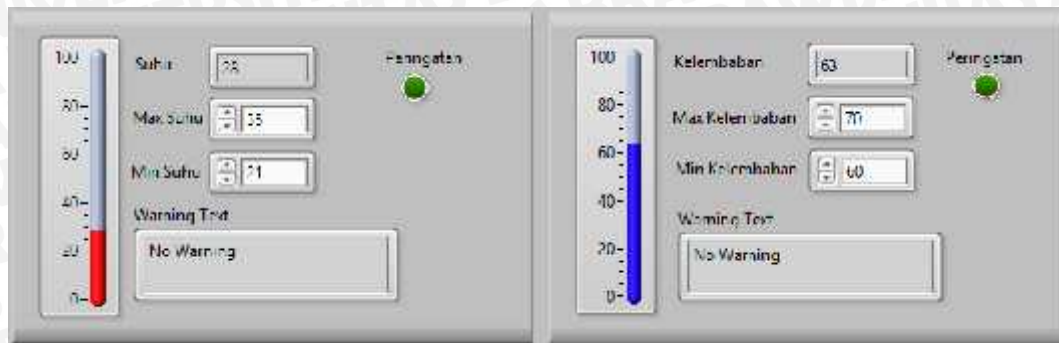 100
80
60
40
20
0
Suhu 28
Max Suhu 35
Min Suhu 21
Peringatan
Warning Text
No Warning
100
80
60
40
20
0
Kelembaban 63
Max Kelembaban 70
Min Kelembaban 60
Peringatan
Warning Text
No Warning